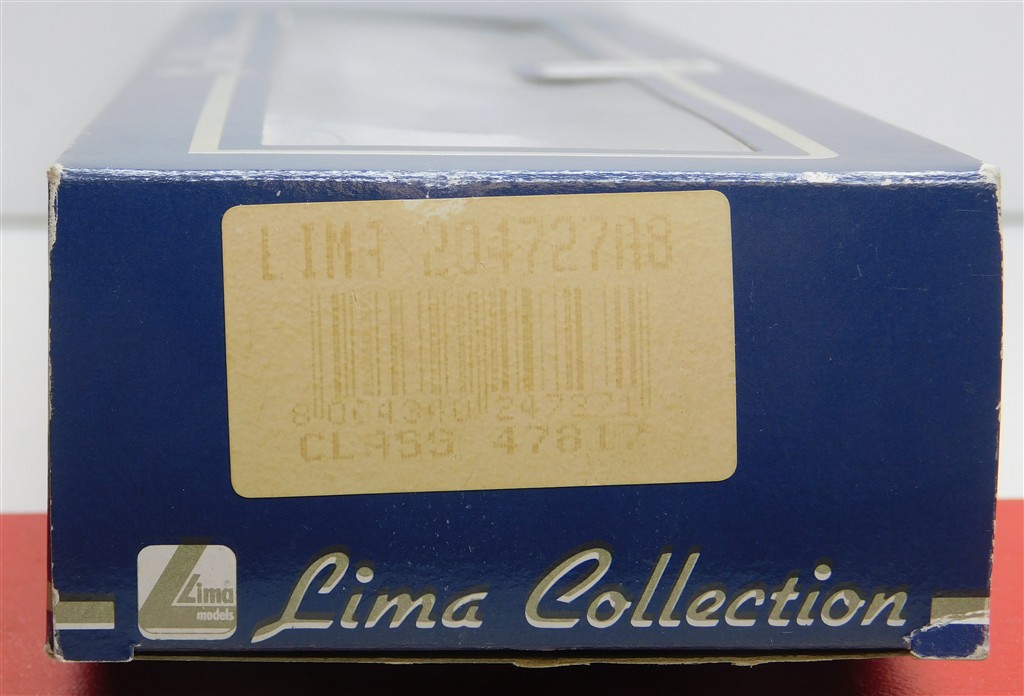 LIMA 204727A8
8 004340 247271
CLASS 47817
Lima®
models
Lima Collection